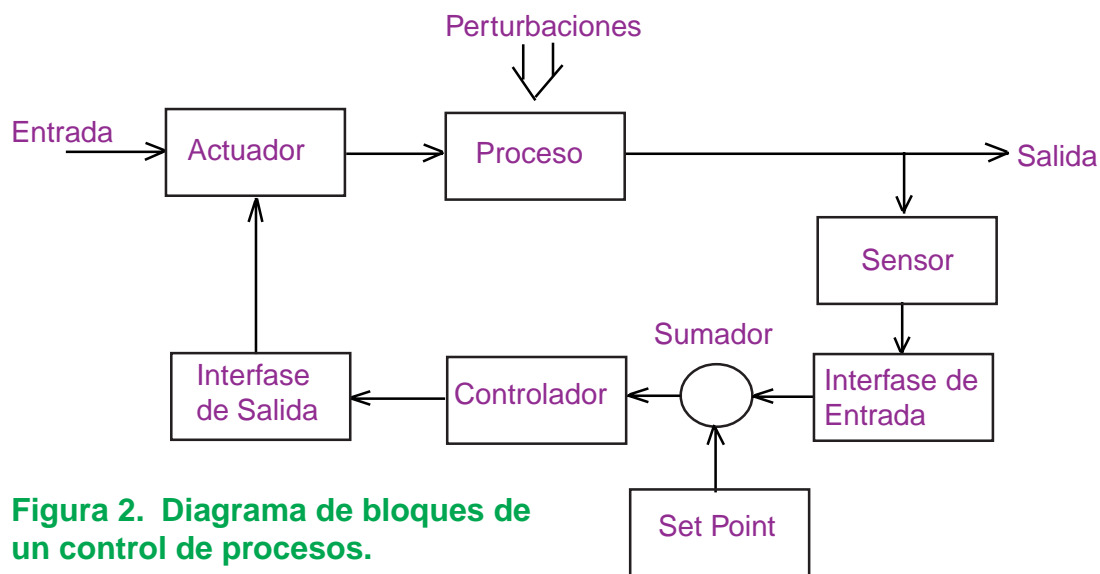 Perturbaciones
Entrada
Actuador
Proceso
Salida
Sensor
Sumador
Interfase
de Salida
Controlador
Interfase de
Entrada
Set Point
Figura 2. Diagrama de bloques de
un control de procesos.